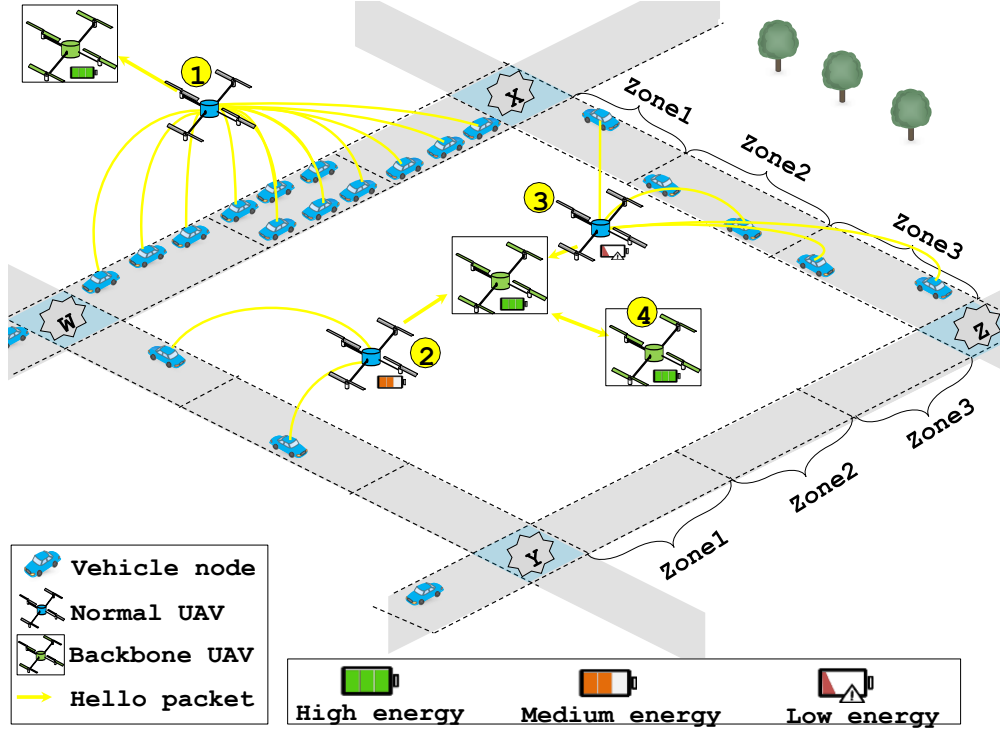 1
X
Zone1
Zone2
Zone3
3
4
W
2
Z
Zone3
Zone2
Zone1
Y
Vehicle node
Normal UAV
Backbone UAV
Hello packet
High energy
Medium energy
Low energy